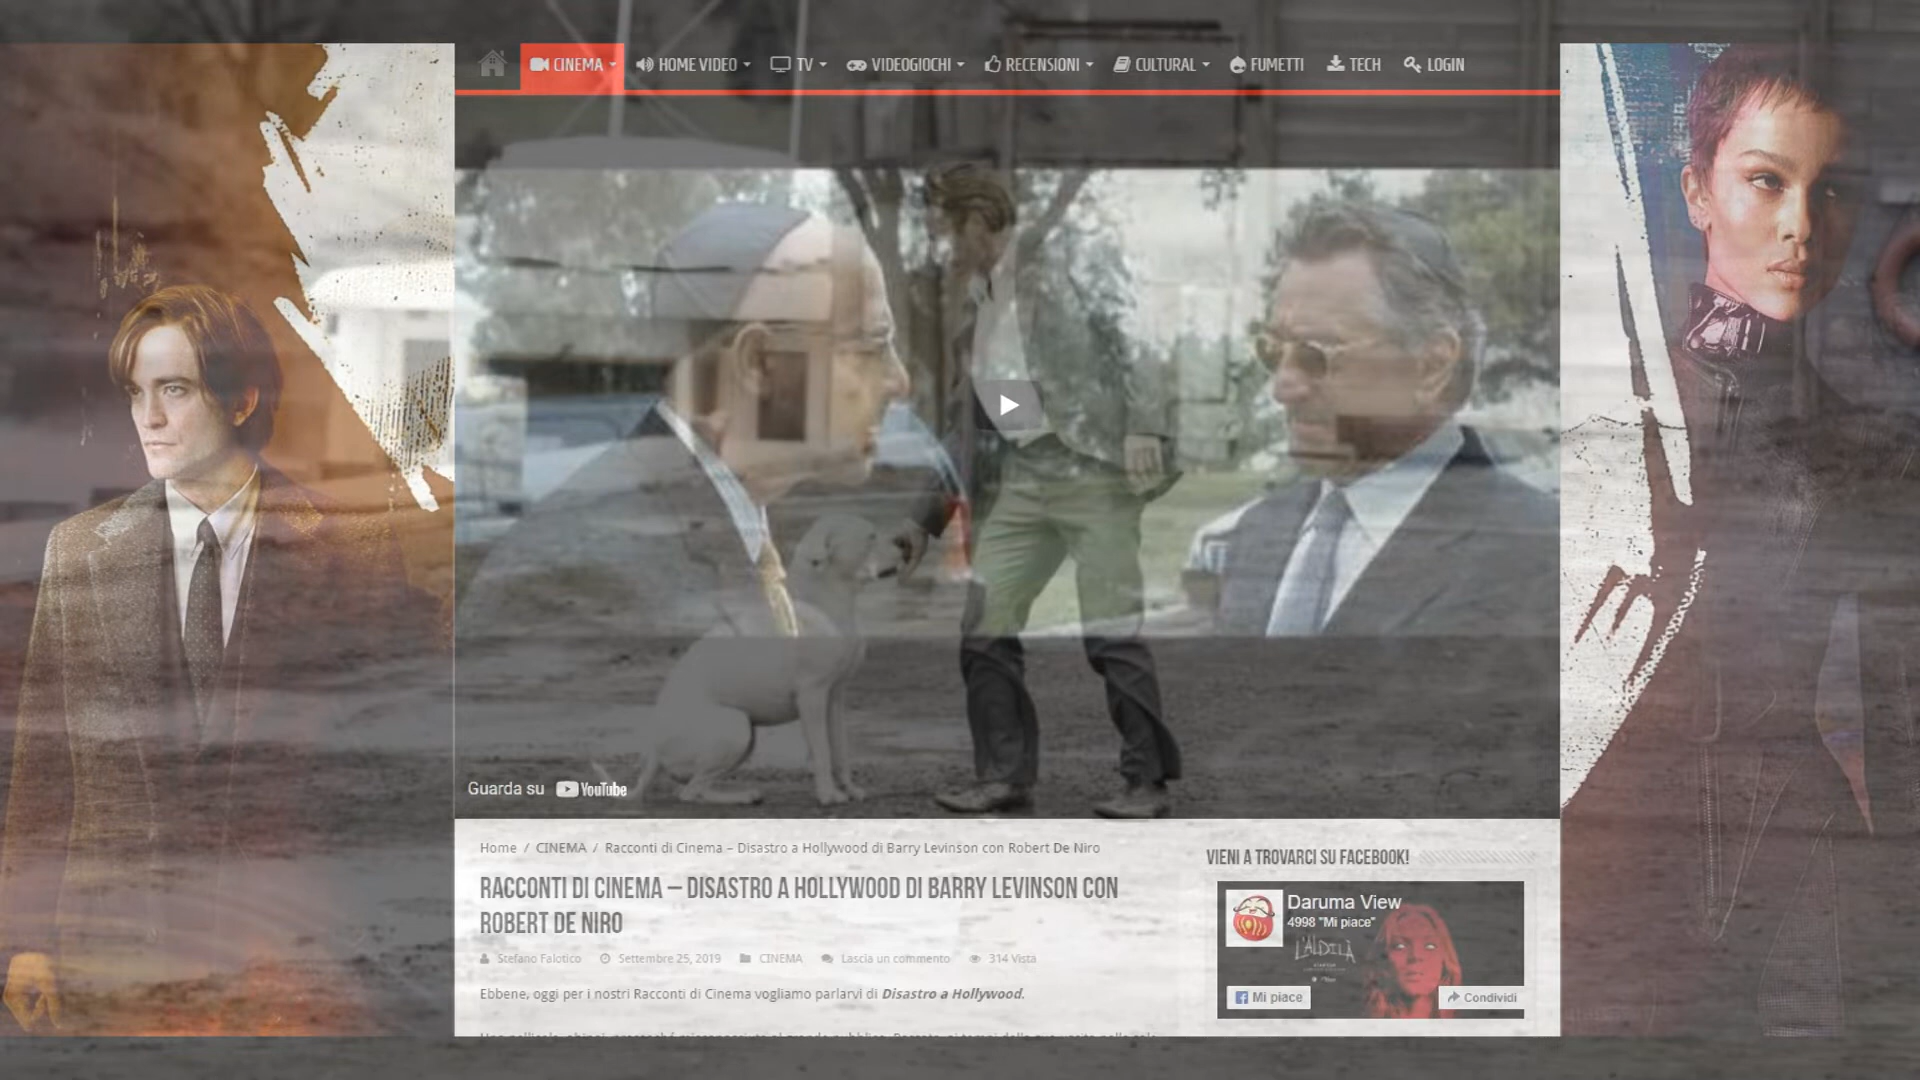 CINEMA
HOME VIDEO
TV
VIDEOGIOCHI
RECENSIONI
CULTURAL
FUMETTI
TECH
LOGIN
Guarda su YouTube
Home / CINEMA / Racconti di Cinema – Disastro a Hollywood di Barry Levinson con Robert De Niro
RACCONTI DI CINEMA – DISASTRO A HOLLYWOOD DI BARRY LEVINSON CON
ROBERT DE NIRO
Stefano Falotico
Settembre 25, 2019
CINEMA
Lascia un commento
314 Vista
Ebbene, oggi per i nostri Racconti di Cinema vogliamo parlarvi di Disastro a Hollywood.
VIENI A TROVARCI SU FACEBOOK!
Daruma View
4998 "Mi piace"
L'ALDILÀ
Mi piace
Condividi